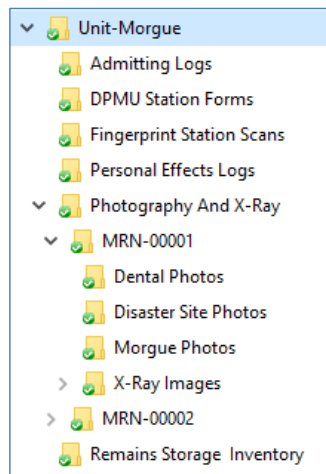 Unit-Morgue
Admitting Logs
DPMU Station Forms
Fingerprint Station Scans
Personal Effects Logs
Photography And X-Ray
MRN-00001
Dental Photos
Disaster Site Photos
Morgue Photos
X-Ray Images
MRN-00002
Remains Storage  Inventory